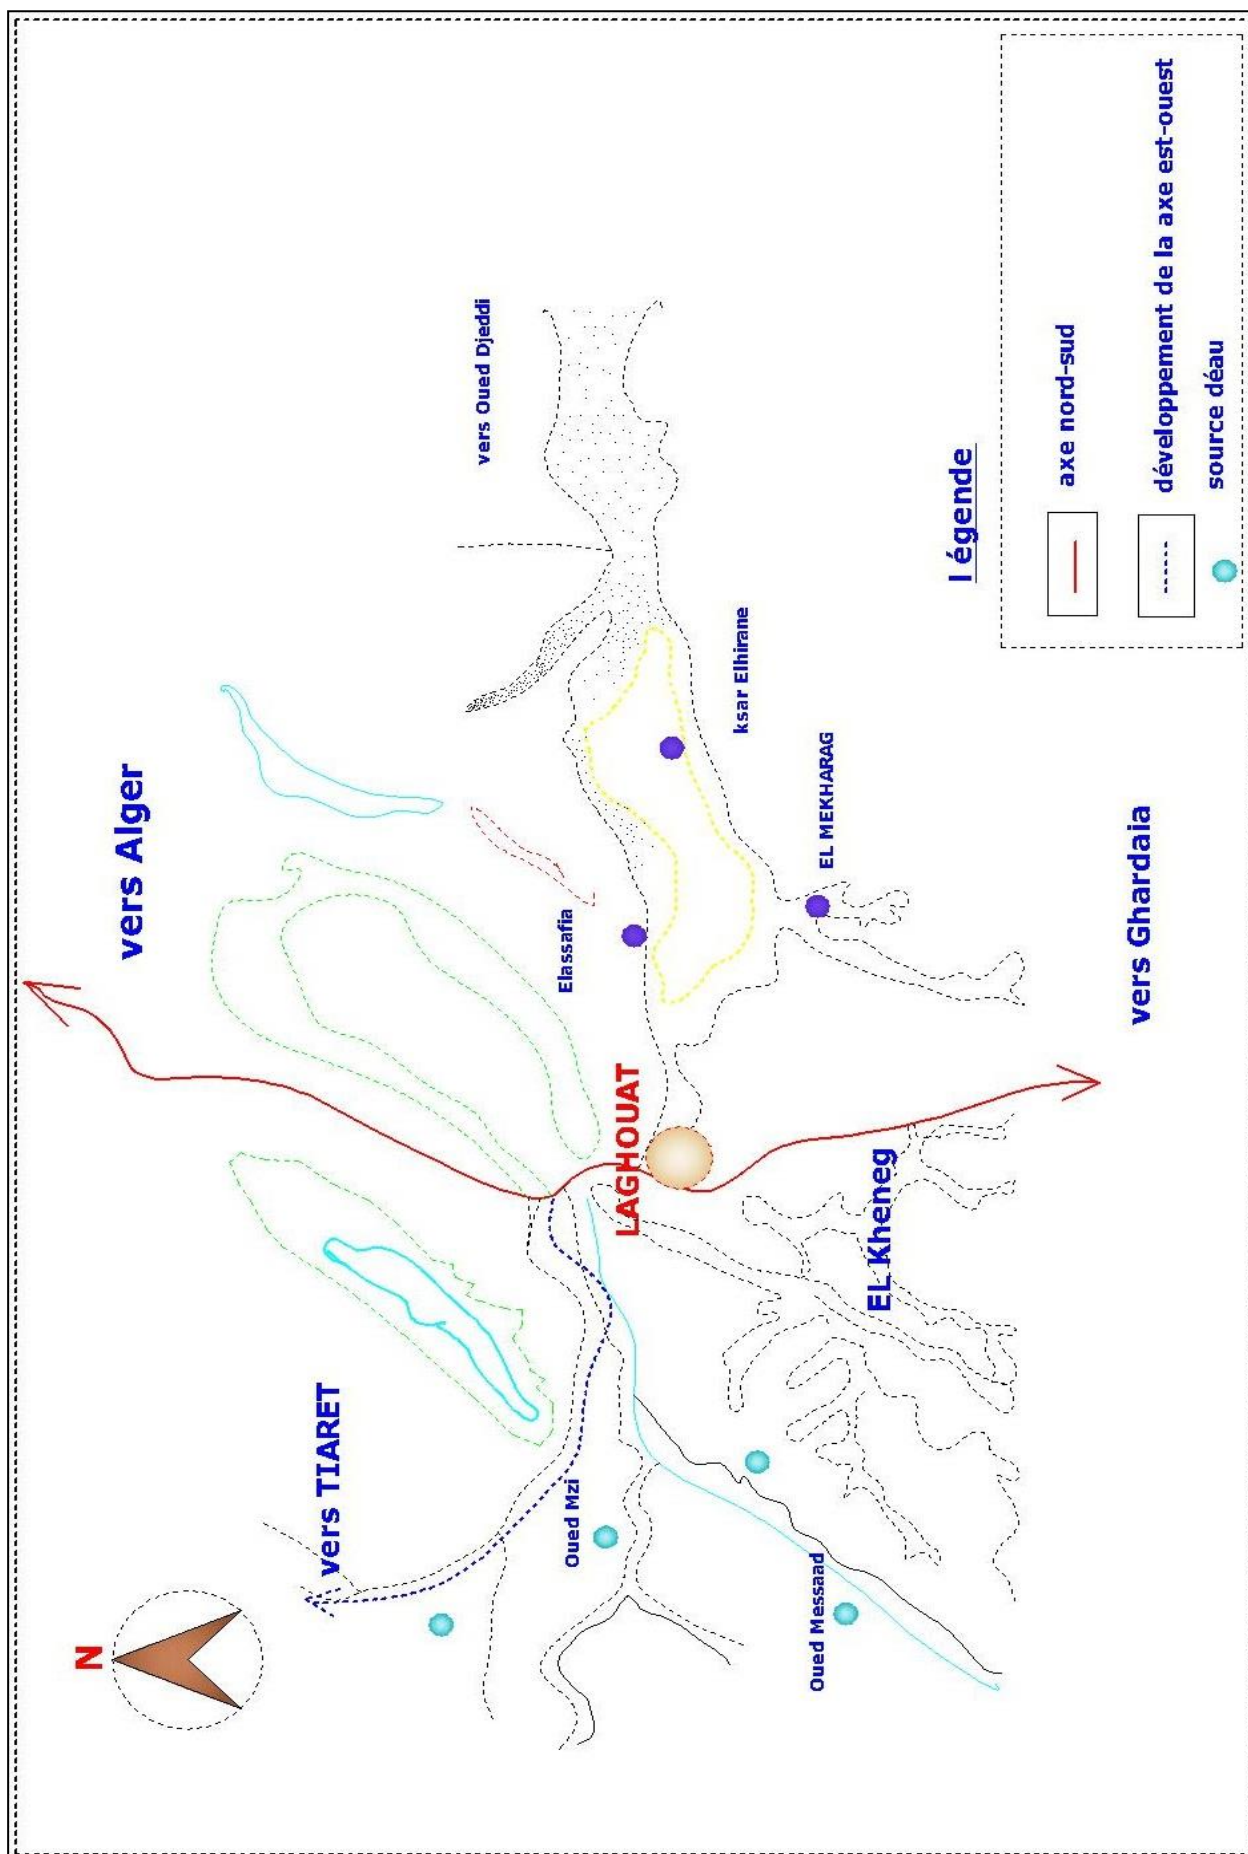 N
vers Alger
vers TIARET
vers Oued Djeddi
Elassafia
Oued Mzi
LAGHOUAT
ksar Elhirane
EL MEKHARAG
Oued Messaad
EL Kheneg
vers Ghardaia
l égende
axe nord-sud
développement de la axe est-ouest
source déau